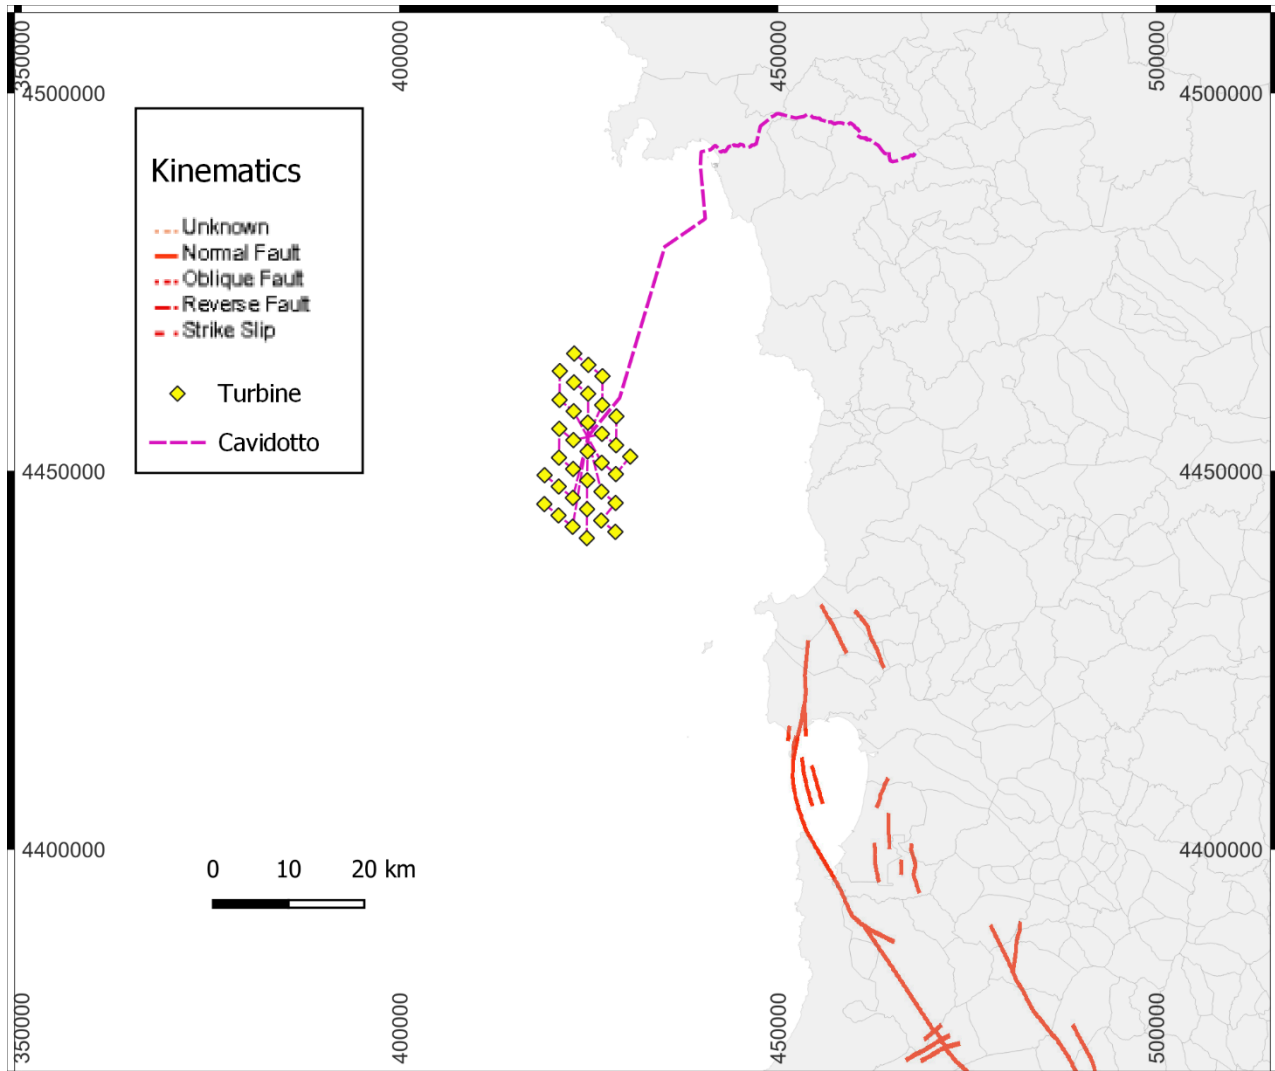 350000
400000
450000
500000
4500000
4500000
Kinematics
Unknown
Normal Fault
Oblique Fault
Reverse Fault
Strike Slip
Turbine
Cavidotto
4450000
4450000
4400000
4400000
0 10 20 km
350000
400000
450000
500000